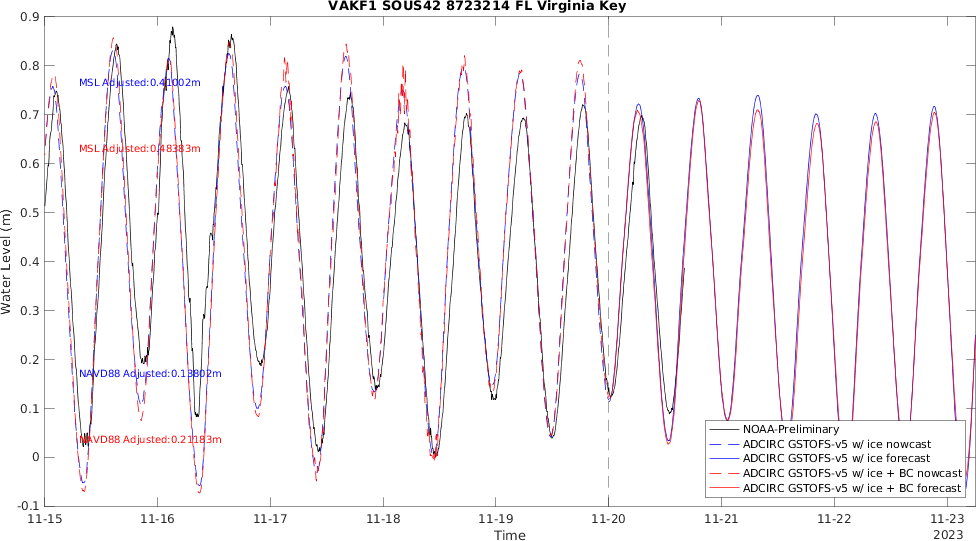 VAKF1 SOUS42 8723214 FL Virginia Key
0.9
0.8
0.7
0.6
0.5
0.4
0.3
0.2
0.1
0
-0.1
Water Level (m)
MSL Adjusted:0.41002m
MSL Adjusted:0.48383m
NAVD88 Adjusted:0.13802m
NAVD88 Adjusted:0.21183m
NOAA-Preliminary
ADCIRC GSTOFS-v5 w/ ice nowcast
ADCIRC GSTOFS-v5 w/ ice forecast
ADCIRC GSTOFS-v5 w/ ice + BC nowcast
ADCIRC GSTOFS-v5 w/ ice + BC forecast
11-15 11-16 11-17 11-18 11-19 11-20 11-21 11-22 11-23
Time
2023